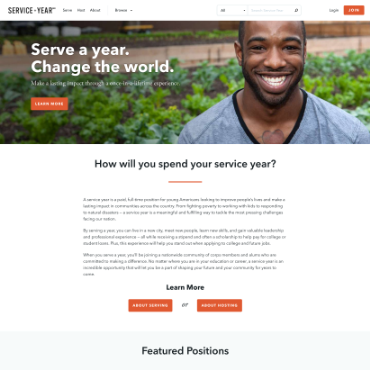 SERVICE·YEAR
Serve Host About Browse All Login JOIN
Serve a year.
Change the world.
Make a lasting impact through a once-in-a-lifetime experience
LEARN MORE
How will you spend your service year?
A service year is a paid, full time position for young Americans looking to improve people's lives and make a
lasting impact in communities across the country. From fighting poverty to working with kids to responding
to natural disasters – a service year is a meaningful and fulfilling way to tackle the most pressing challenges
facing our nation.
By serving a year, you can live in a new city, meet new people, learn new skills, and gain valuable leadership
and professional experience – all while receiving a stipend and often a scholarship to help pay for college or
student loans. Plus, this experience will help you stand out when applying to college and future jobs.
When you serve a year, you'll be joining a nationwide community of corps members and alums who are
committed to making a difference. No matter where you are in your education or career, a service year is an
incredible opportunity that will let you be a part of shaping your future and your community for years to
come.
Learn More
ABOUT SERVING or ABOUT HOSTING
Featured Positions